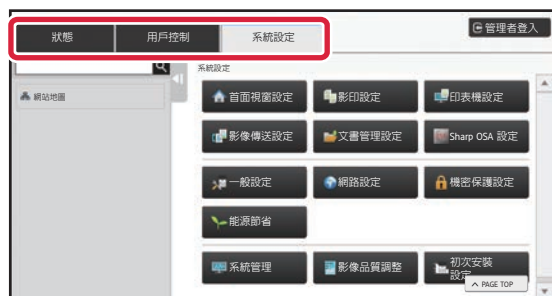 狀態 用戶控制 系統設定 管理者登入
系統設定
網站地圖
首面視窗設定 影印設定 印表機設定
影像傳送設定 文書管理設定 Sharp OSA 設定
一般設定 網路設定 機密保護設定
能源節省
系統管理 影像品質調整 初次安裝
設定
PAGE TOP